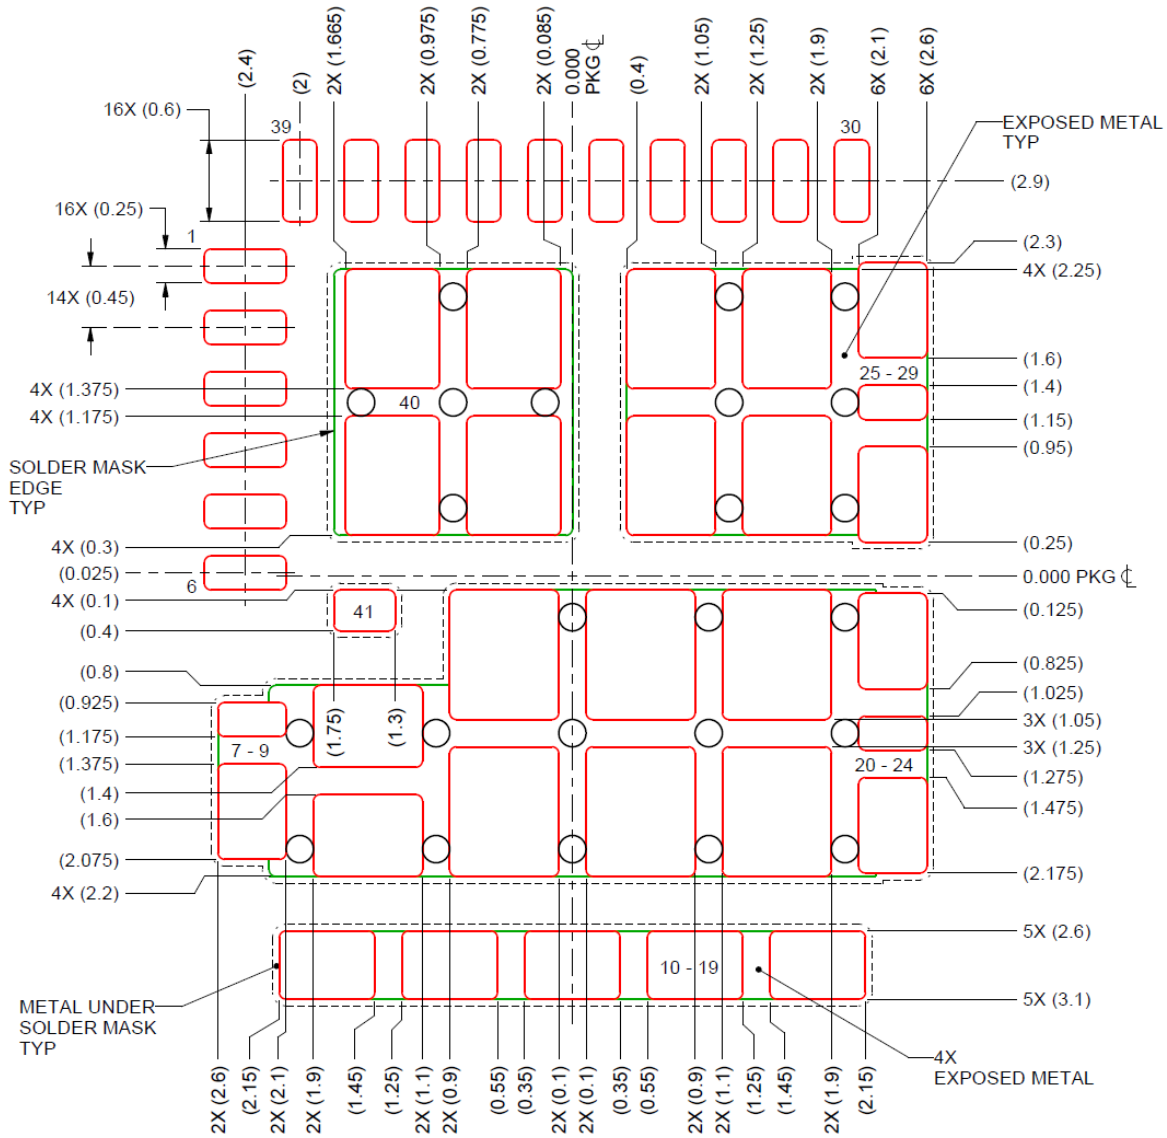 (2.4)
(2)
2X (1.665)
2X (0.975)
2X (0.775)
2X (0.085)
0.000
PKG ℄
(0.4)
2X (1.05)
2X (1.25)
2X (1.9)
6X (2.1)
6X (2.6)
16X (0.6)
39
30
EXPOSED METAL
TYP
(2.9)
16X (0.25)
1
(2.3)
4X (2.25)
14X (0.45)
(1.6)
25 - 29
4X (1.375)
(1.4)
40
4X (1.175)
(1.15)
(0.95)
SOLDER MASK
EDGE
TYP
4X (0.3)
(0.25)
(0.025)
0.000 PKG ℄
6
4X (0.1)
41
(0.125)
(0.4)
(0.8)
(0.825)
(0.925)
(1.025)
(1.75)
(1.3)
3X (1.05)
(1.175)
7 - 9
3X (1.25)
(1.375)
20 - 24
(1.275)
(1.4)
(1.475)
(1.6)
(2.075)
(2.175)
4X (2.2)
5X (2.6)
10 - 19
5X (3.1)
METAL UNDER
SOLDER MASK
TYP
4X
EXPOSED METAL
2X (2.6)
(2.15)
2X (2.1)
2X (1.9)
(1.45)
(1.25)
2X (1.1)
2X (0.9)
(0.55)
(0.35)
2X (0.1)
2X (0.1)
(0.35)
(0.55)
2X (0.9)
2X (1.1)
(1.25)
(1.45)
2X (1.9)
(2.15)